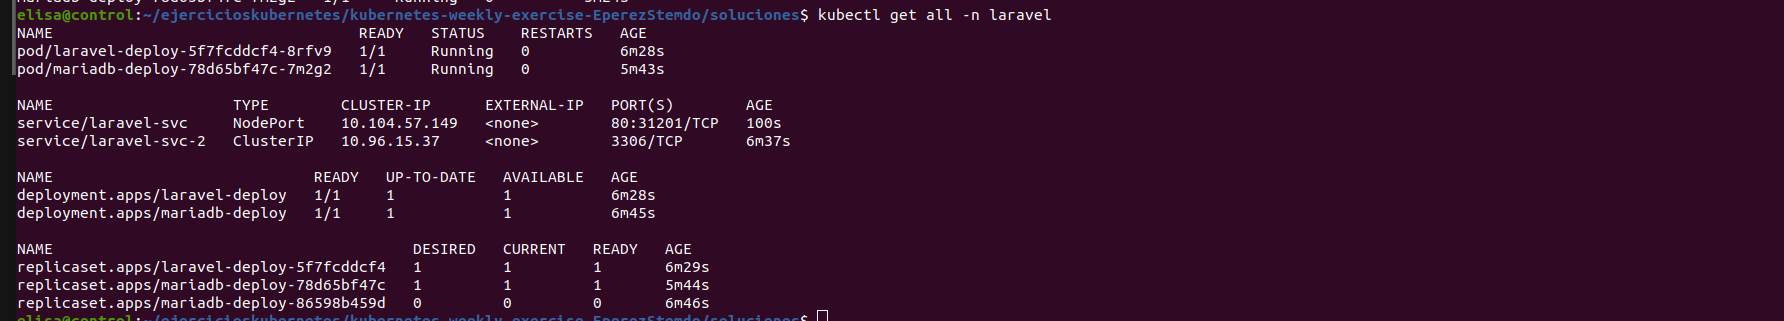 mariadb-deploy-78d65bf47c-7m2g2 1/1 Running 0
elisa@control:~/ejercicioskubernetes/kubernetes-weekly-exercise-EperezStemdo/soluciones$ kubectl get all -n laravel
NAME READY STATUS RESTARTS AGE
pod/laravel-deploy-5f7fcddcf4-8rfv9 1/1 Running 0 6m28s
pod/mariadb-deploy-78d65bf47c-7m2g2 1/1 Running 0 5m43s
NAME TYPE CLUSTER-IP EXTERNAL-IP PORT(S) AGE
service/laravel-svc NodePort 10.104.57.149 <none> 80:31201/TCP 100s
service/laravel-svc-2 ClusterIP 10.96.15.37 <none> 3306/TCP 6m37s
NAME READY UP-TO-DATE AVAILABLE AGE
deployment.apps/laravel-deploy 1/1 1 1 6m28s
deployment.apps/mariadb-deploy 1/1 1 1 6m45s
NAME DESIRED CURRENT READY AGE
replicaset.apps/laravel-deploy-5f7fcddcf4 1 1 1 6m29s
replicaset.apps/mariadb-deploy-78d65bf47c 1 1 1 5m44s
replicaset.apps/mariadb-deploy-86598b459d 0 0 0 6m46s
elisa@control:~/ejercicioskubernetes/kubernetes-weekly-exercise-EperezStemdo/soluciones$